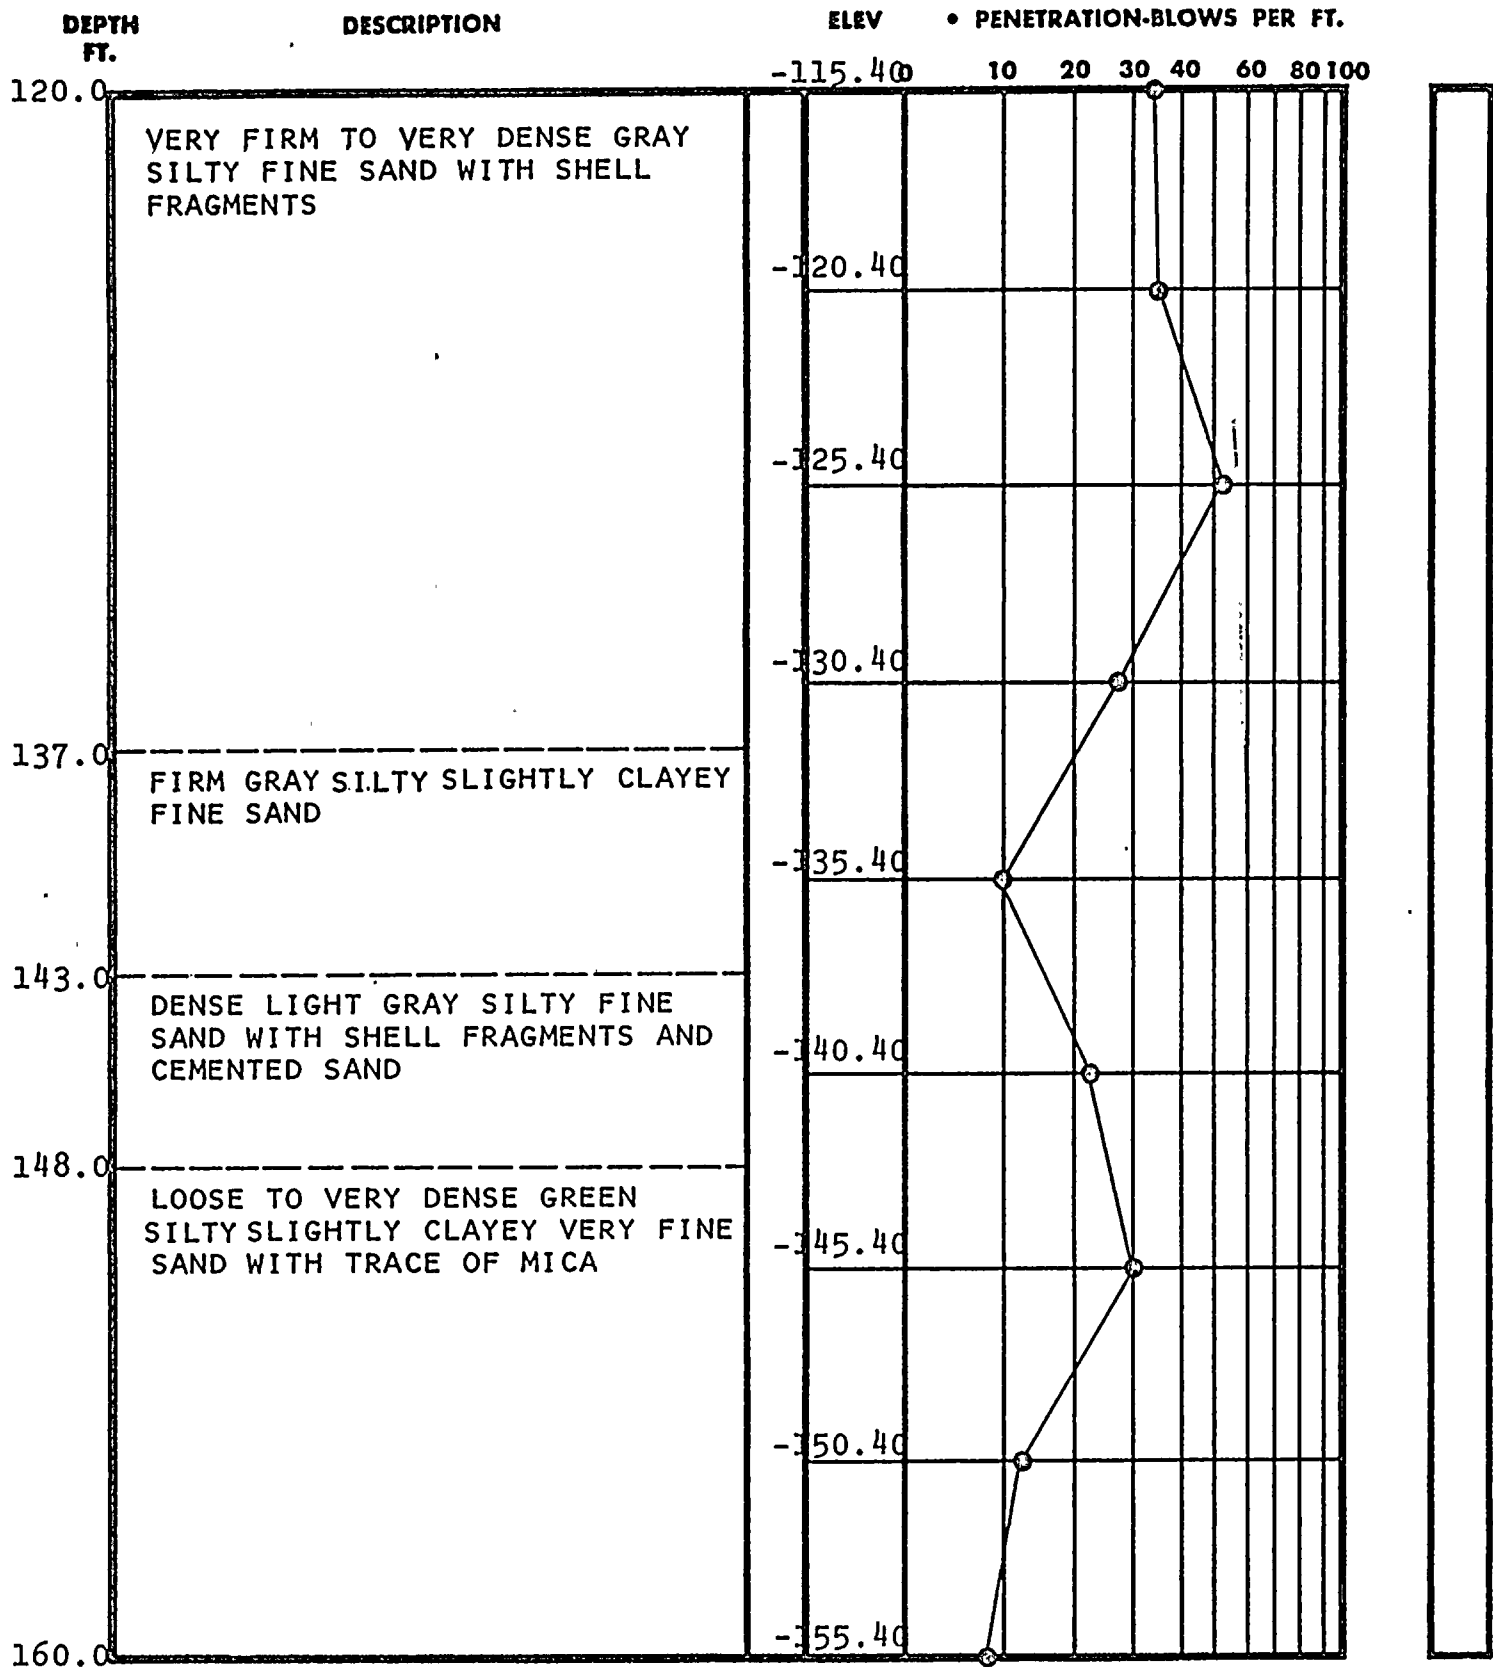 DEPTH FT.
DESCRIPTION
ELEV
• PENETRATION-BLOWS PER FT.
0 10 20 30 40 60 80 100
120.0
-115.40
VERY FIRM TO VERY DENSE GRAY
SILTY FINE SAND WITH SHELL
FRAGMENTS
-120.40
-125.40
-130.40
137.0
FIRM GRAY SILTY SLIGHTLY CLAYEY
FINE SAND
-135.40
143.0
DENSE LIGHT GRAY SILTY FINE
SAND WITH SHELL FRAGMENTS AND
CEMENTED SAND
-140.40
148.0
LOOSE TO VERY DENSE GREEN
SILTY SLIGHTLY CLAYEY VERY FINE
SAND WITH TRACE OF MICA
-145.40
-150.40
-155.40
160.0